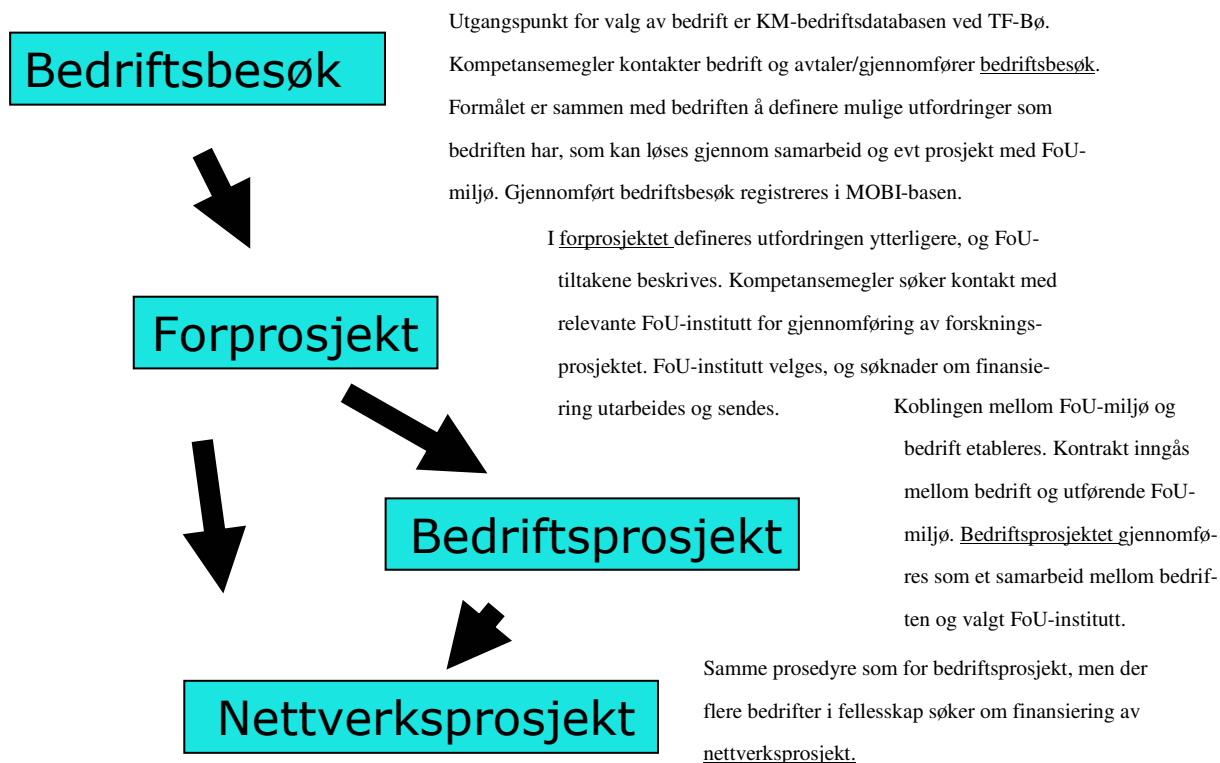 Utgangspunkt for valg av bedrift er KM-bedriftsdatabasen ved TF-Bø.
Bedriftsbesøk
Kompetansemegler kontakter bedrift og avtaler/gjennomfører bedriftsbesøk.
Formålet er sammen med bedriften å definere mulige utfordringer som
bedriften har, som kan løses gjennom samarbeid og evt prosjekt med FoU-
miljø. Gjennomført bedriftsbesøk registreres i MOBI-basen.
I forprosjektet defineres utfordringen ytterligere, og FoU-
tiltakene beskrives. Kompetansemegler søker kontakt med
relevante FoU-institutt for gjennomføring av forsknings-
prosjektet. FoU-institutt velges, og søknader om finansie-
ring utarbeides og sendes.
Forprosjekt
Koblingen mellom FoU-miljø og
bedrift etableres. Kontrakt inngås
mellom bedrift og utførende FoU-
miljø. Bedriftsprosjektet gjennomfø-
res som et samarbeid mellom bedrif-
ten og valgt FoU-institutt.
Bedriftsprosjekt
Samme prosedyre som for bedriftsprosjekt, men der
flere bedrifter i fellesskap søker om finansiering av
nettverksprosjekt.
Nettverksprosjekt